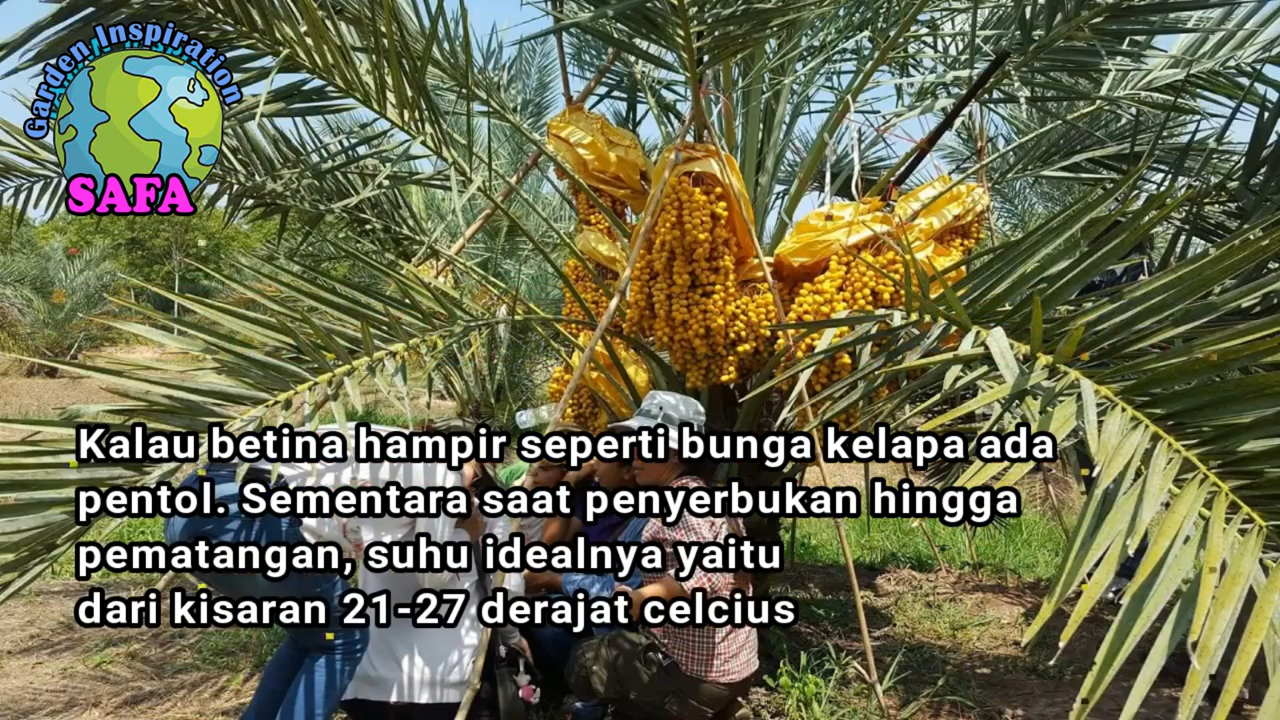 Garden Inspiration
SAFA
Kalau betina hampir seperti bunga kelapa ada
pentol. Sementara saat penyerbukan hingga
pematangan, suhu idealnya yaitu
dari kisaran 21-27 derajat celcius